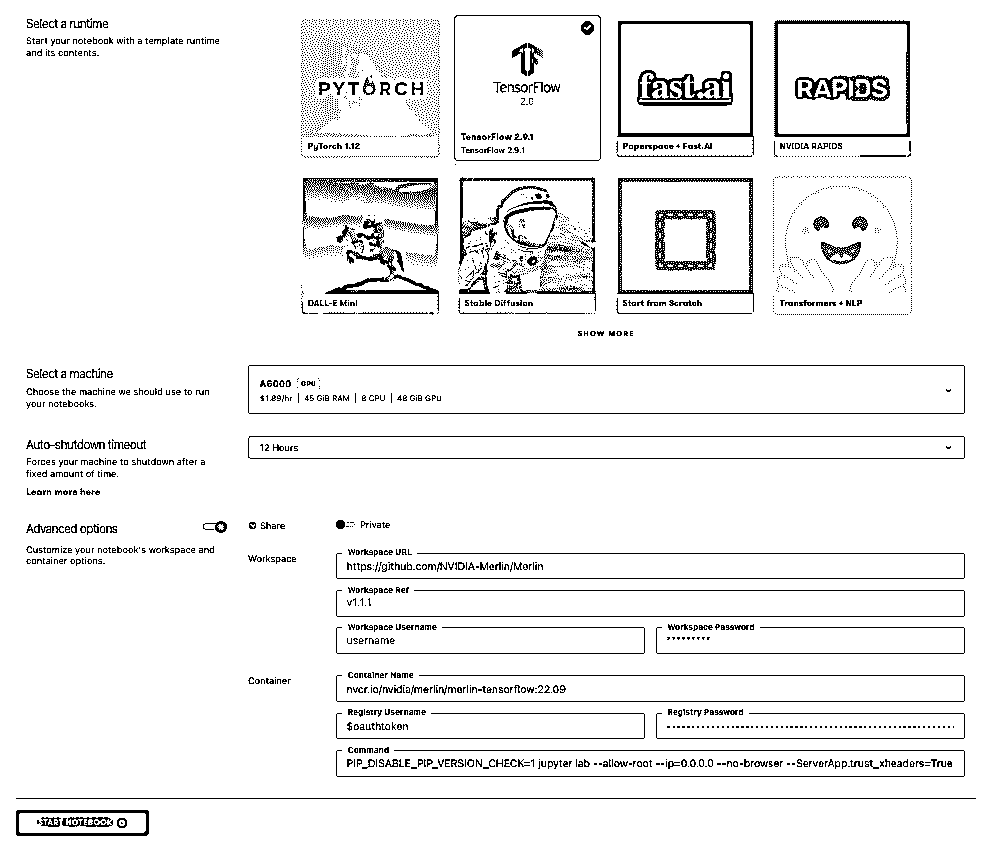 Select a runtime
Start your notebook with a template runtime
and its contents.
PYTORCH
PyTorch 1.12
TensorFlow
2.0
TensorFlow 2.9.1
TensorFlow 2.9.1
fast.ai
Paperspace + Fast.AI
RAPIDS
NVIDIA RAPIDS
DALL-E Mini
Stable Diffusion
Start from Scratch
Transformers + NLP
SHOW MORE
Select a machine
Choose the machine we should use to run
your notebooks.
A6000 GPU
$1.89/hr | 45 GiB RAM | 8 CPU | 48 GiB GPU
Auto-shutdown timeout
Forces your machine to shutdown after a
fixed amount of time.
Learn more here
12 Hours
Advanced options
Customize your notebook's workspace and
container options.
Share
Private
Workspace
Workspace URL
https://github.com/NVIDIA-Merlin/Merlin
Workspace Ref
v1.1.1
Workspace Username
username
Workspace Password
•••••••••
Container
Container Name
nvcr.io/nvidia/merlin/merlin-tensorflow:22.09
Registry Username
$oauthtoken
Registry Password
Command
PIP_DISABLE_PIP_VERSION_CHECK=1 jupyter lab --allow-root --ip=0.0.0.0 --no-browser --ServerApp.trust_xheaders=True
START NOTEBOOK